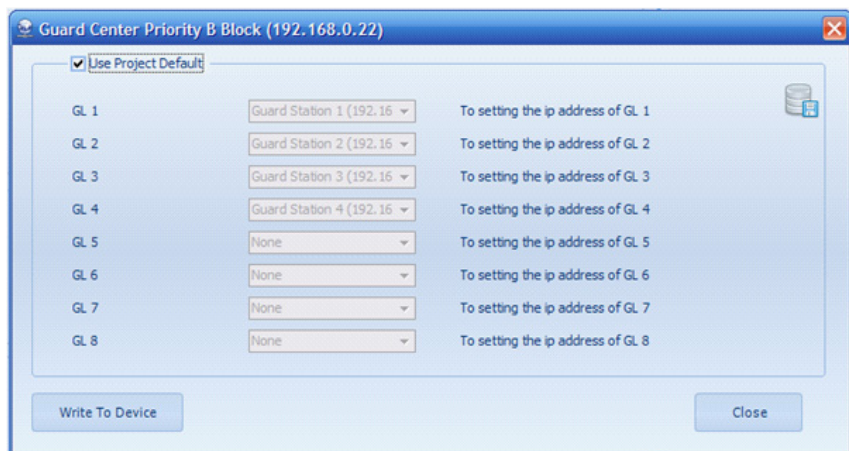 Guard Center Priority B Block (192.168.0.22)
Use Project Default
GL 1 Guard Station 1 (192.16 To setting the ip address of GL 1
GL 2 Guard Station 2 (192.16 To setting the ip address of GL 2
GL 3 Guard Station 3 (192.16 To setting the ip address of GL 3
GL 4 Guard Station 4 (192.16 To setting the ip address of GL 4
GL 5 None To setting the ip address of GL 5
GL 6 None To setting the ip address of GL 6
GL 7 None To setting the ip address of GL 7
GL 8 None To setting the ip address of GL 8
Write To Device Close